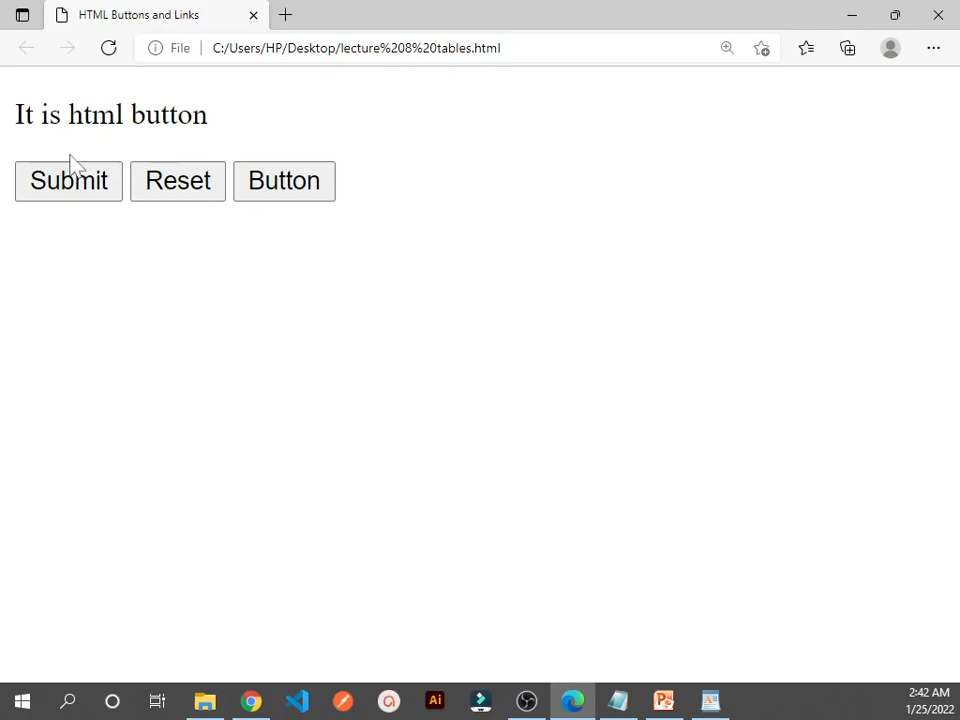 HTML Buttons and Links
File C:/Users/HP/Desktop/lecture%208%20tables.html
It is html button
Submit Reset Button
Ai
2:42 AM
1/25/2022